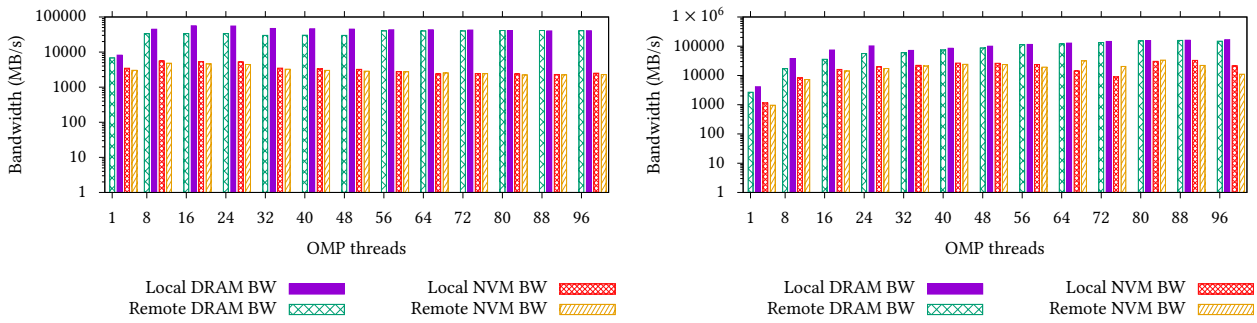 Bandwidth (MB/s)
100000
10000
1000
100
10
1
1 8 16 24 32 40 48 56 64 72 80 88 96
OMP threads
Local DRAM BW Local NVM BW
Remote DRAM BW Remote NVM BW
Bandwidth (MB/s)
1 × 10⁶
100000
10000
1000
100
10
1
1 8 16 24 32 40 48 56 64 72 80 88 96
OMP threads
Local DRAM BW Local NVM BW
Remote DRAM BW Remote NVM BW